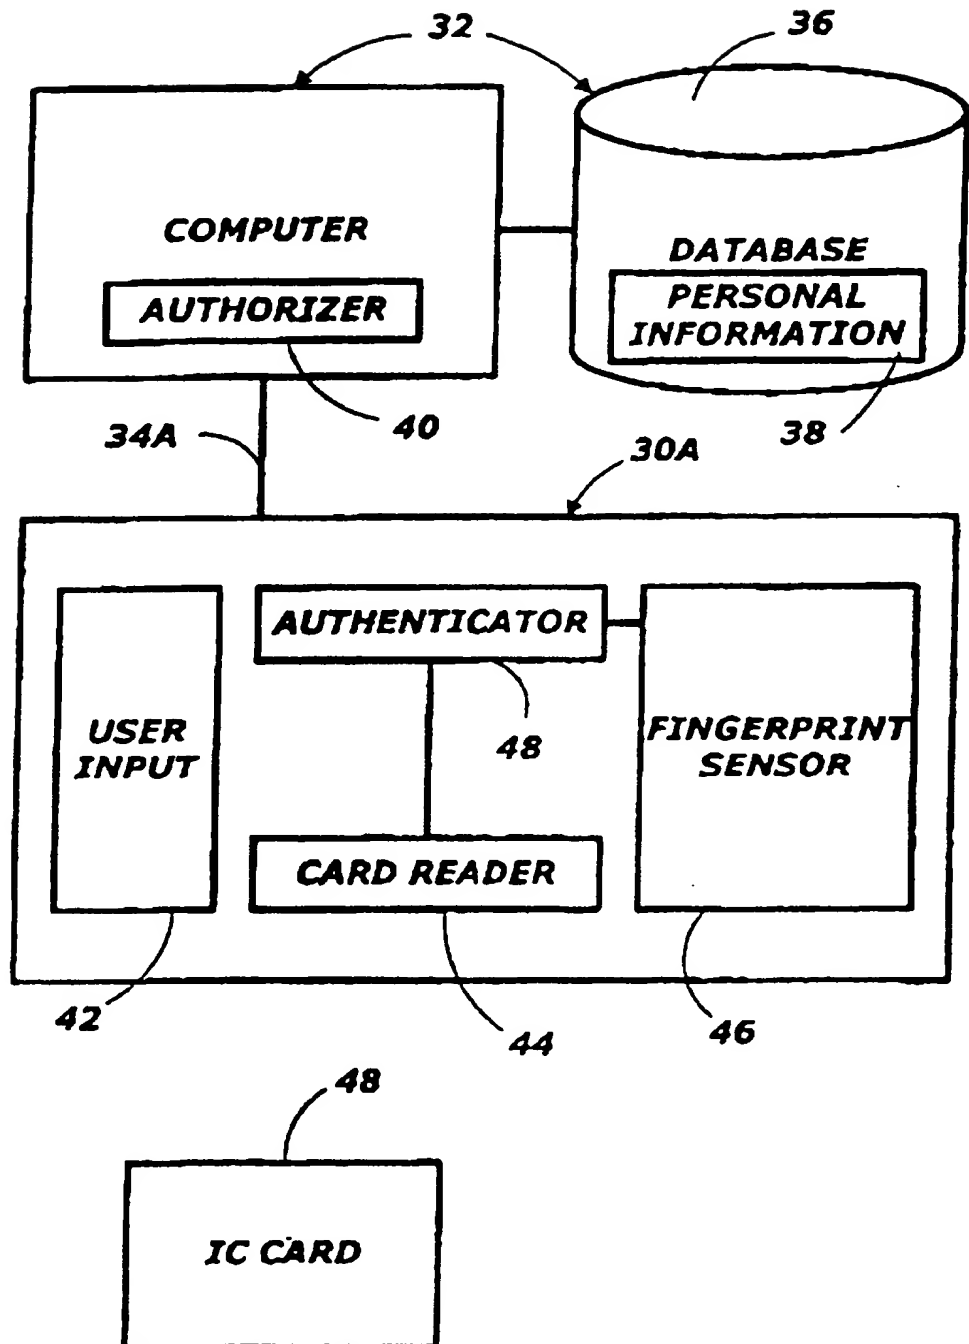 32
36
COMPUTER
AUTHORIZER
DATABASE
PERSONAL
INFORMATION
34A
40
38
30A
AUTHENTICATOR
USER
INPUT
48
FINGERPRINT
SENSOR
CARD READER
42
44
46
48
IC CARD